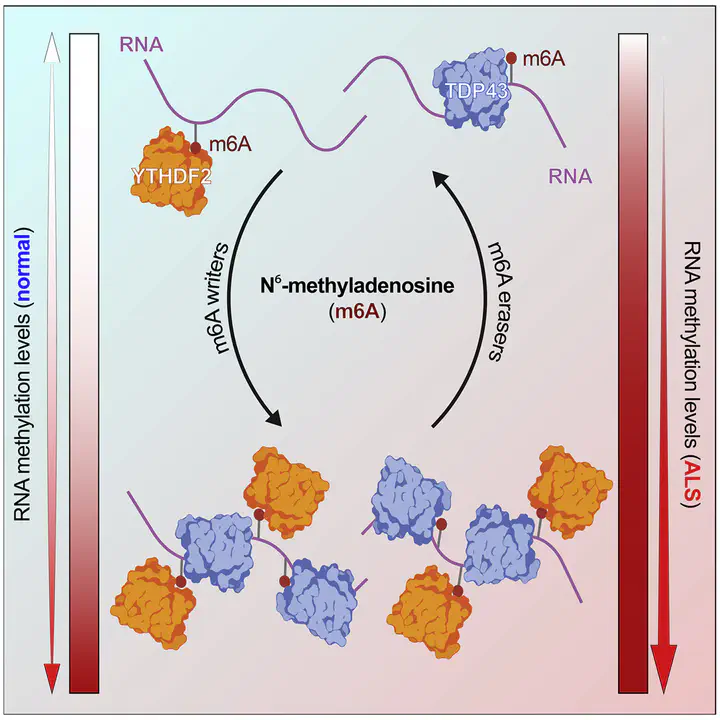 RNA
m6A
YTHDF2
m6A
TDP43
RNA
RNA methylation levels (normal)
m6A writers
N⁶-methyladenosine
(m6A)
m6A erasers
RNA methylation levels (ALS)